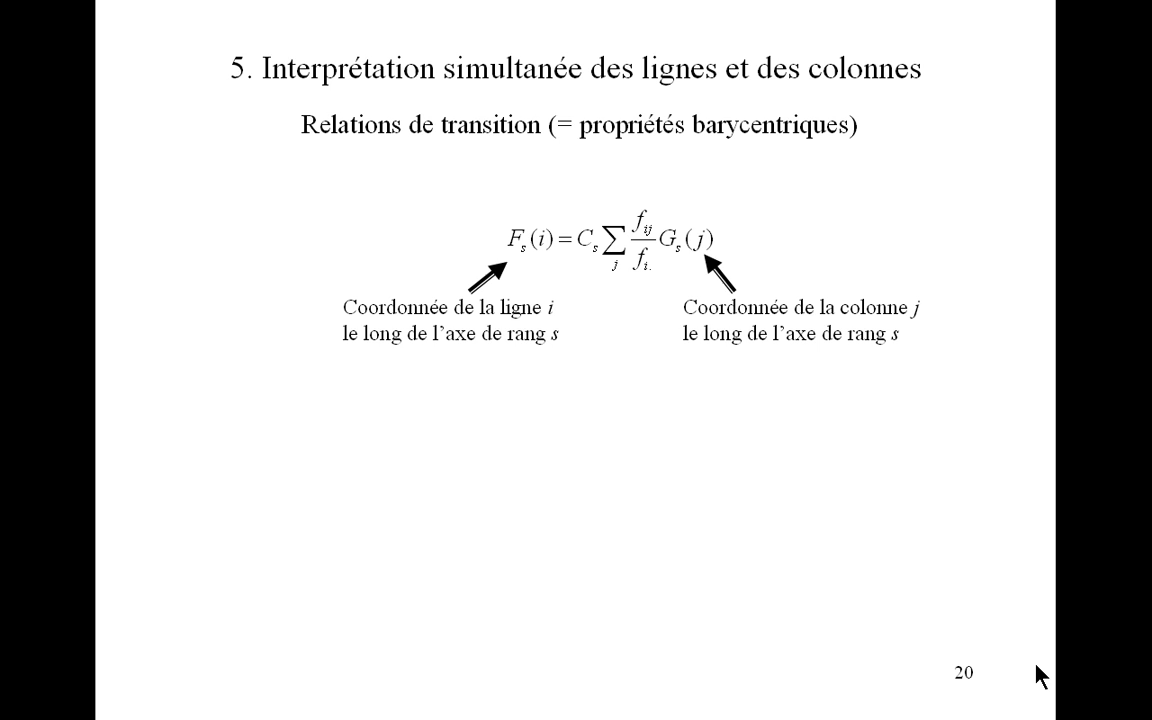 5. Interprétation simultanée des lignes et des colonnes
Relations de transition (= propriétés barycentriques)
F_s(i) = C_s ∑_j f_ij / f_i. G_s(j)
Coordonnée de la ligne i
le long de l’axe de rang s
Coordonnée de la colonne j
le long de l’axe de rang s
20